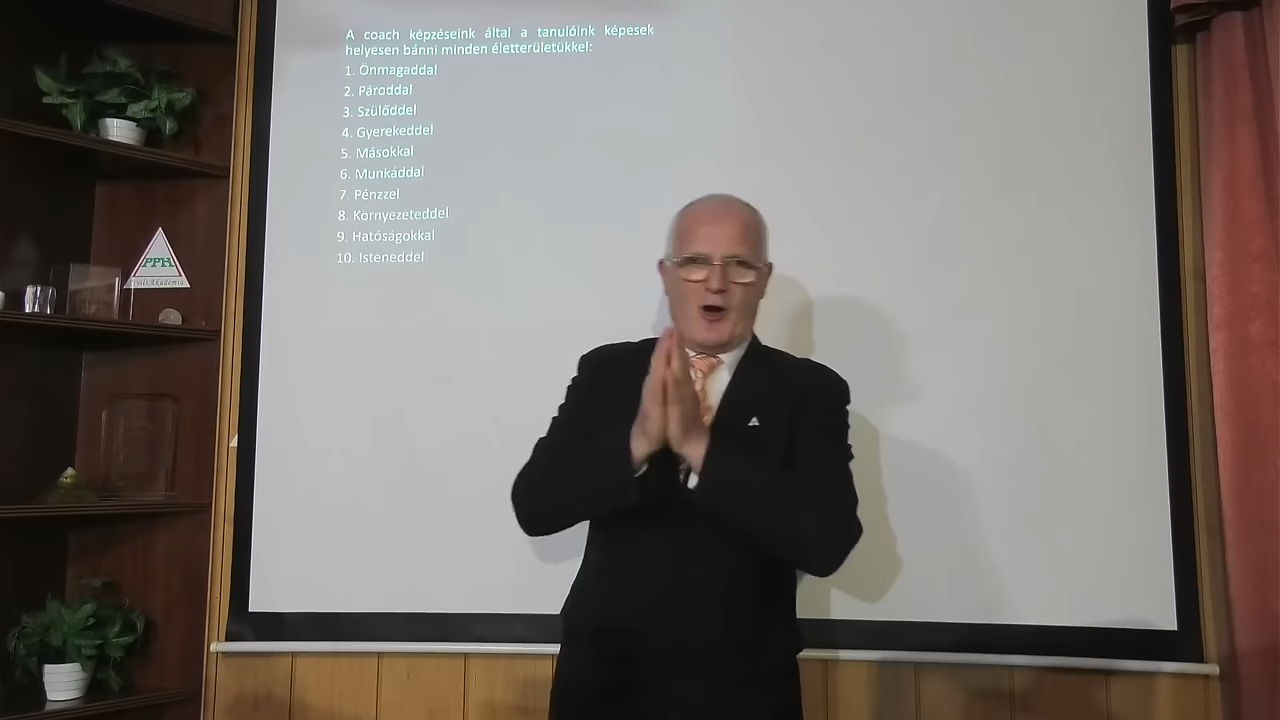 A coach képzéseink által a tanulóink képesek
helyesen bánni minden életterületükkel:
1. Önmagaddal
2. Pároddal
3. Szülőddel
4. Gyerekeddel
5. Másokkal
6. Munkáddal
7. Pénzzel
8. Környezeteddel
9. Hatóságokkal
10. Isteneddel
PPH
Akadémia